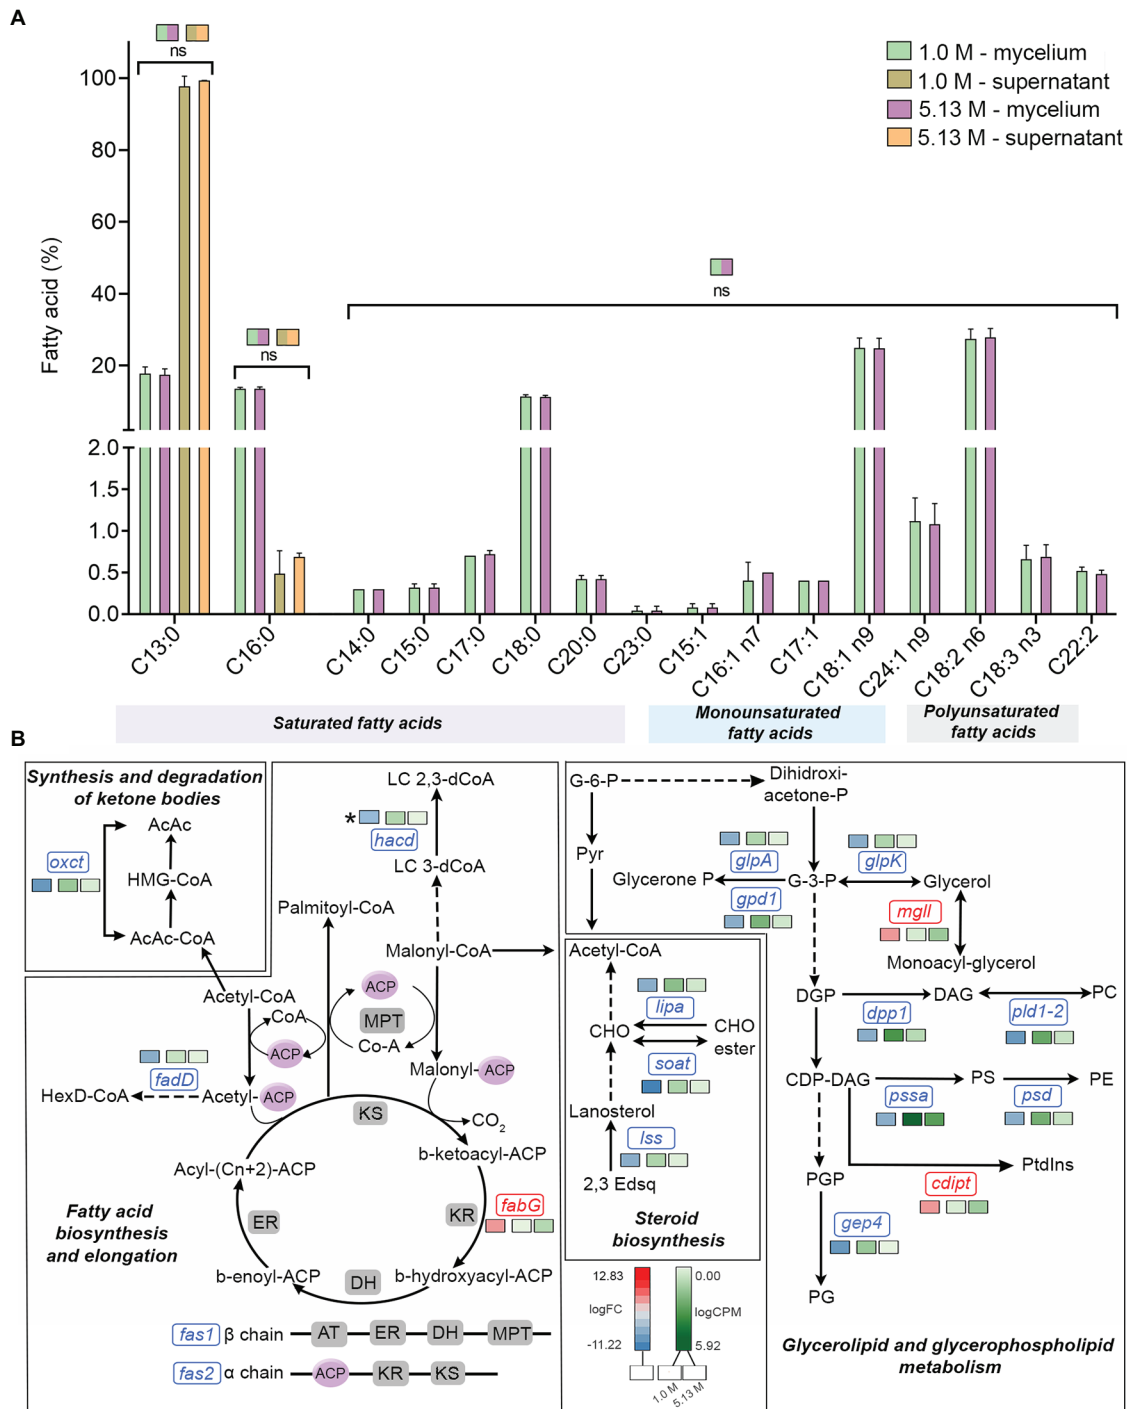 A
ns
1.0 M - mycelium
1.0 M - supernatant
5.13 M - mycelium
5.13 M - supernatant
Fatty acid (%)
100
80
60
40
20
2.0
1.5
1.0
0.5
0.0
ns
ns
C13:0
C16:0
C14:0
C15:0
C17:0
C18:0
C20:0
C23:0
C15:1
C16:1 n7
C17:1
C18:1 n9
C24:1 n9
C18:2 n6
C18:3 n3
C22:2
Saturated fatty acids
Monounsaturated
fatty acids
Polyunsaturated
fatty acids
B
Synthesis and degradation
of ketone bodies
AcAc
oxct
HMG-CoA
AcAc-CoA
LC 2,3-dCoA
*
hacd
LC 3-dCoA
Palmitoyl-CoA
Malonyl-CoA
Acetyl-CoA
CoA
ACP
ACP
MPT
Co-A
fadD
HexD-CoA
Acetyl-
ACP
Malonyl-
ACP
KS
CO2
b-ketoacyl-ACP
Acyl-(Cn+2)-ACP
ER
KR
fabG
Fatty acid
biosynthesis
and elongation
b-enoyl-ACP
DH
b-hydroxyacyl-ACP
fas1
β chain
AT
ER
DH
MPT
fas2
α chain
ACP
KR
KS
G-6-P
Dihidroxi-
acetone-P
Pyr
glpA
glpK
Glycerone P
G-3-P
Glycerol
gpd1
mgll
Monoacyl-glycerol
Acetyl-CoA
lipa
CHO
CHO
ester
soat
Lanosterol
lss
2,3 Edsq
Steroid
biosynthesis
DGP
DAG
PC
dpp1
pld1-2
CDP-DAG
PS
PE
pssa
psd
PGP
PtdIns
cdipt
gep4
PG
12.83
logFC
-11.22
0.00
logCPM
5.92
1.0 M
5.13 M
Glycerolipid and glycerophospholipid
metabolism